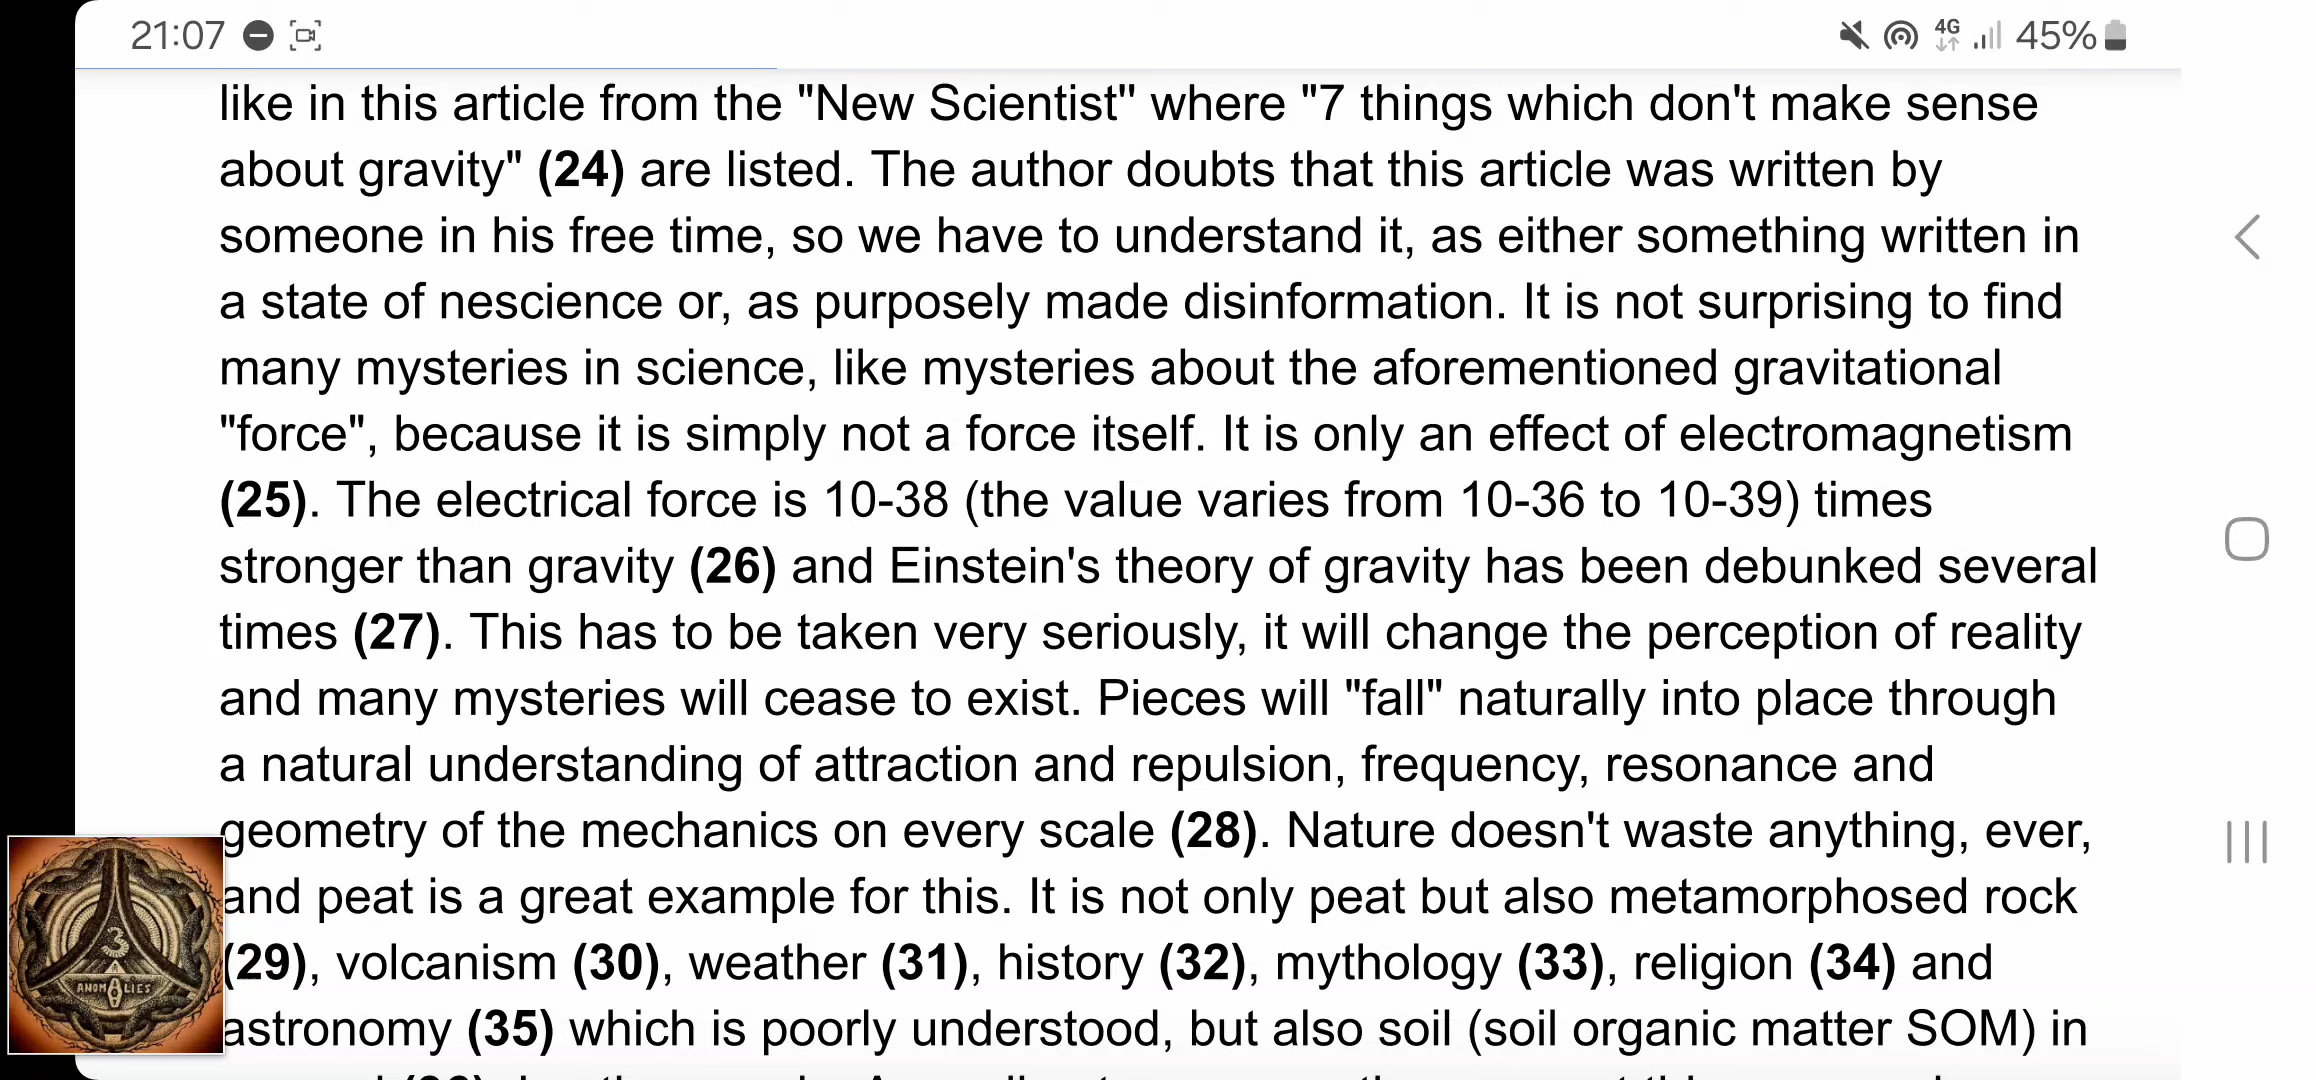 21:07
4G
45%
like in this article from the "New Scientist" where "7 things which don't make sense
about gravity" (24) are listed. The author doubts that this article was written by
someone in his free time, so we have to understand it, as either something written in
a state of nescience or, as purposely made disinformation. It is not surprising to find
many mysteries in science, like mysteries about the aforementioned gravitational
"force", because it is simply not a force itself. It is only an effect of electromagnetism
(25). The electrical force is 10-38 (the value varies from 10-36 to 10-39) times
stronger than gravity (26) and Einstein's theory of gravity has been debunked several
times (27). This has to be taken very seriously, it will change the perception of reality
and many mysteries will cease to exist. Pieces will "fall" naturally into place through
a natural understanding of attraction and repulsion, frequency, resonance and
geometry of the mechanics on every scale (28). Nature doesn't waste anything, ever,
and peat is a great example for this. It is not only peat but also metamorphosed rock
(29), volcanism (30), weather (31), history (32), mythology (33), religion (34) and
astronomy (35) which is poorly understood, but also soil (soil organic matter SOM) in
3
ANOMALIES